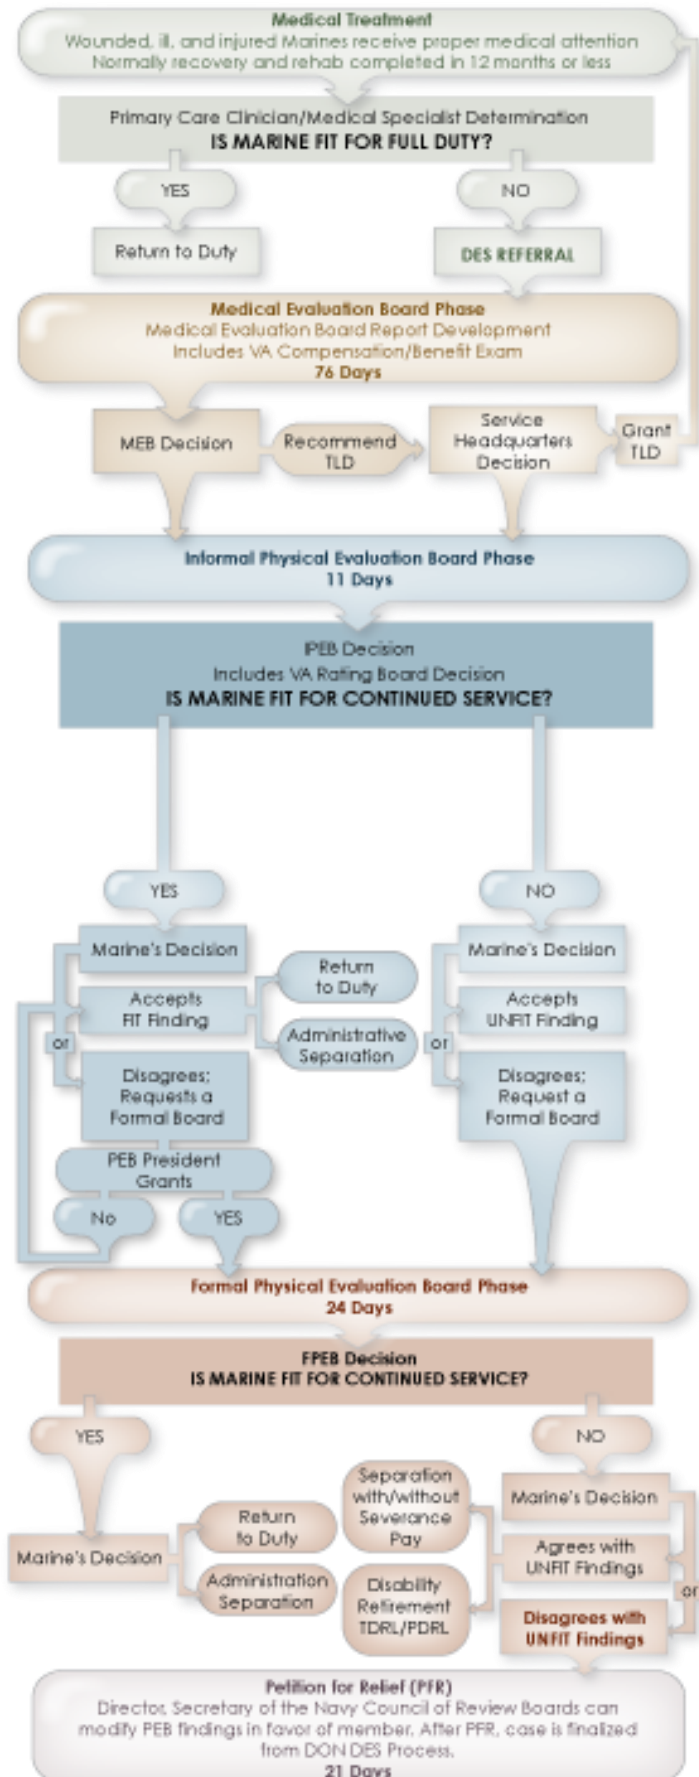 Medical Treatment
Wounded, ill, and injured Marines receive proper medical attention
Normally recovery and rehab completed in 12 months or less
Primary Care Clinician/Medical Specialist Determination
IS MARINE FIT FOR FULL DUTY?
YES
NO
Return to Duty
DES REFERRAL
Medical Evaluation Board Phase
Medical Evaluation Board Report Development
Includes VA Compensation/Benefit Exam
76 Days
MEB Decision
Recommend
TLD
Service
Headquarters
Decision
Grant
TLD
Informal Physical Evaluation Board Phase
11 Days
IPEB Decision
Includes VA Rating Board Decision
IS MARINE FIT FOR CONTINUED SERVICE?
YES
NO
Marine's Decision
Accepts
FIT Finding
or
Disagrees;
Requests a
Formal Board
Return
to Duty
Administrative
Separation
PEB President
Grants
No
YES
Marine's Decision
Accepts
UNFIT Finding
or
Disagrees;
Request a
Formal Board
Formal Physical Evaluation Board Phase
24 Days
FPEB Decision
IS MARINE FIT FOR CONTINUED SERVICE?
YES
NO
Marine's Decision
Return
to Duty
Administration
Separation
Separation
with/without
Severance
Pay
Disability
Retirement
TDRL/PDRL
Marine's Decision
Agrees with
UNFIT Findings
or
Disagrees with
UNFIT Findings
Petition for Relief (PFR)
Director, Secretary of the Navy Council of Review Boards can
modify PEB findings in favor of member. After PFR, case is finalized
from DON DES Process.
21 Days